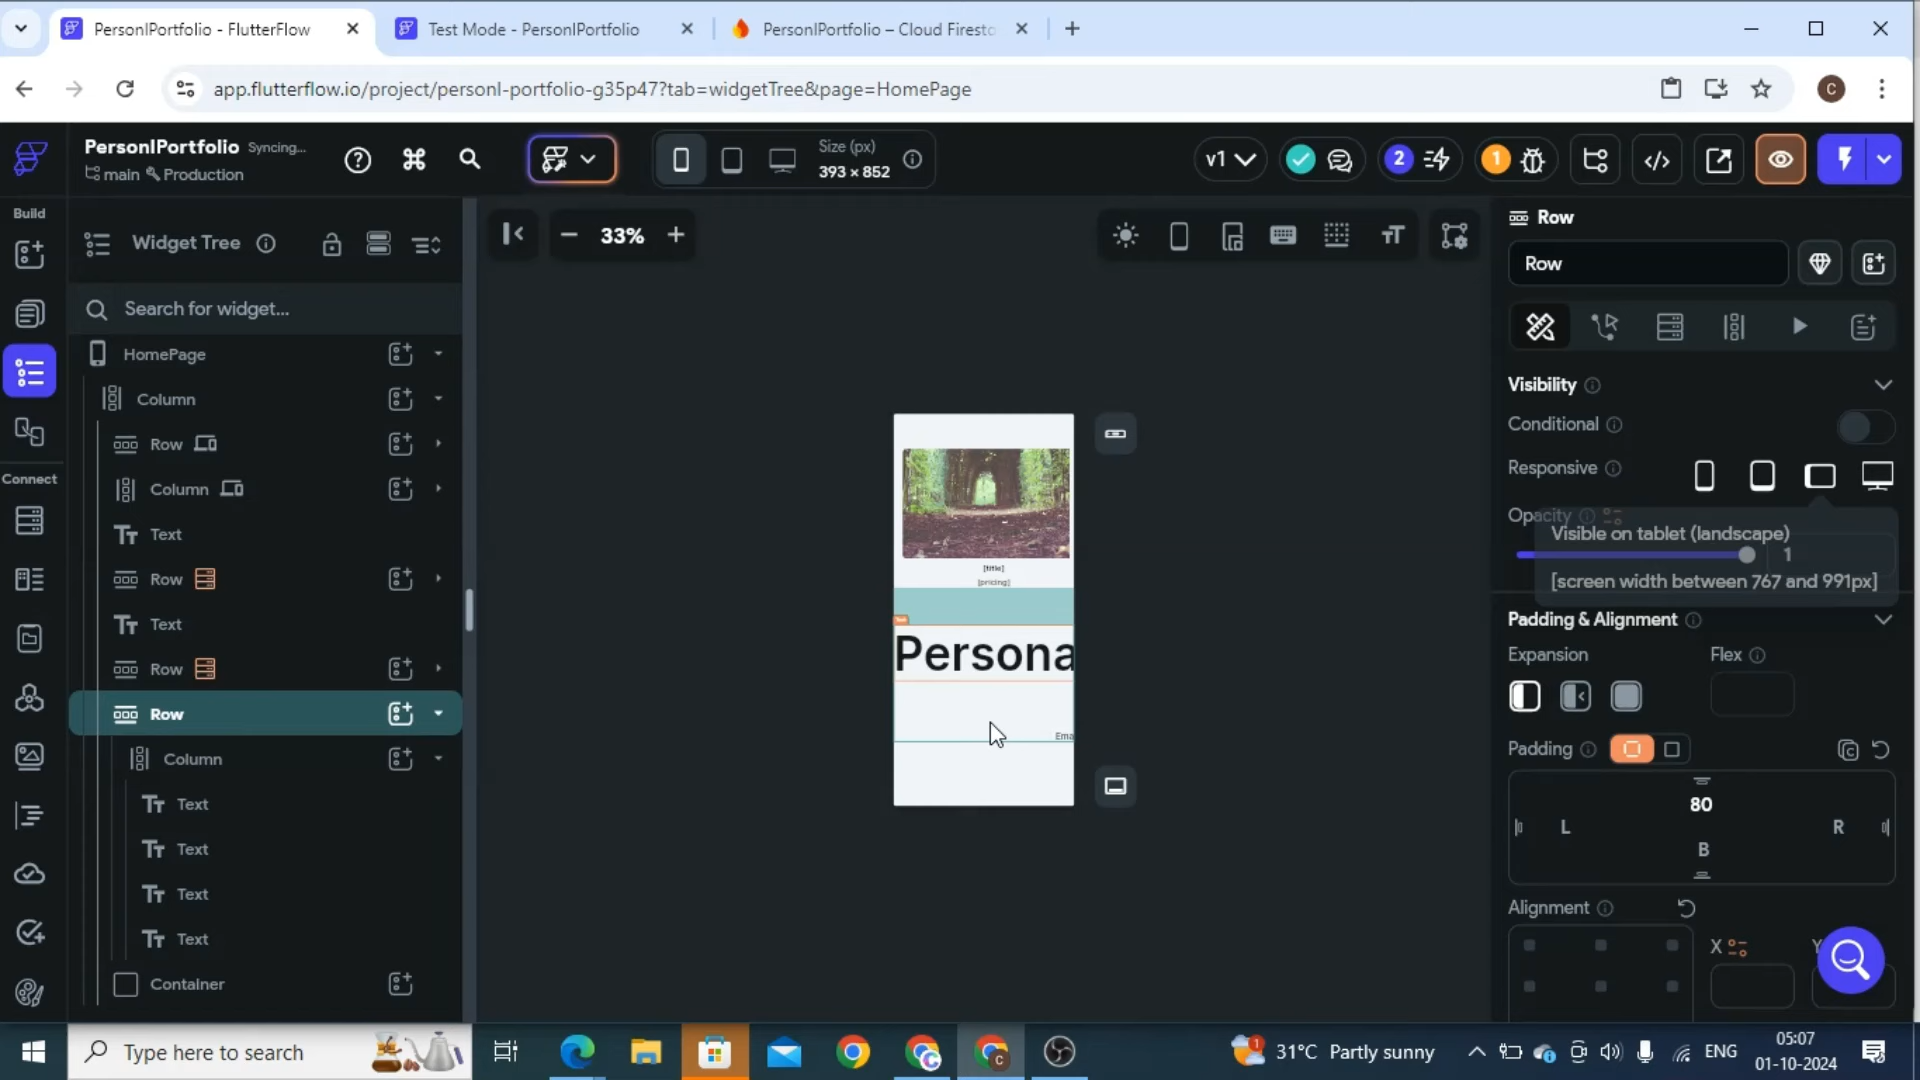 PersonlPortfolio - FlutterFlow
Test Mode - PersonlPortfolio
PersonlPortfolio – Cloud Firesto
app.flutterflow.io/project/personl-portfolio-g35p47?tab=widgetTree&page=HomePage
C
PersonlPortfolio Syncing...
main Production
Size (px)
393 × 852
v1
2
1
Build
Widget Tree
33%
Row
Row
Search for widget...
HomePage
Column
Row
Column
Connect
Text
Row
Text
Row
Row
Column
Text
Text
Text
Text
Container
[title]
[pricing]
Text
Persona
Ema
Visibility
Conditional
Responsive
Opacity
Visible on tablet (landscape)
1
[screen width between 767 and 991px]
Padding & Alignment
Expansion
Flex
Padding
80
L
R
B
Alignment
X
Y
Type here to search
31°C Partly sunny
ENG
05:07
01-10-2024